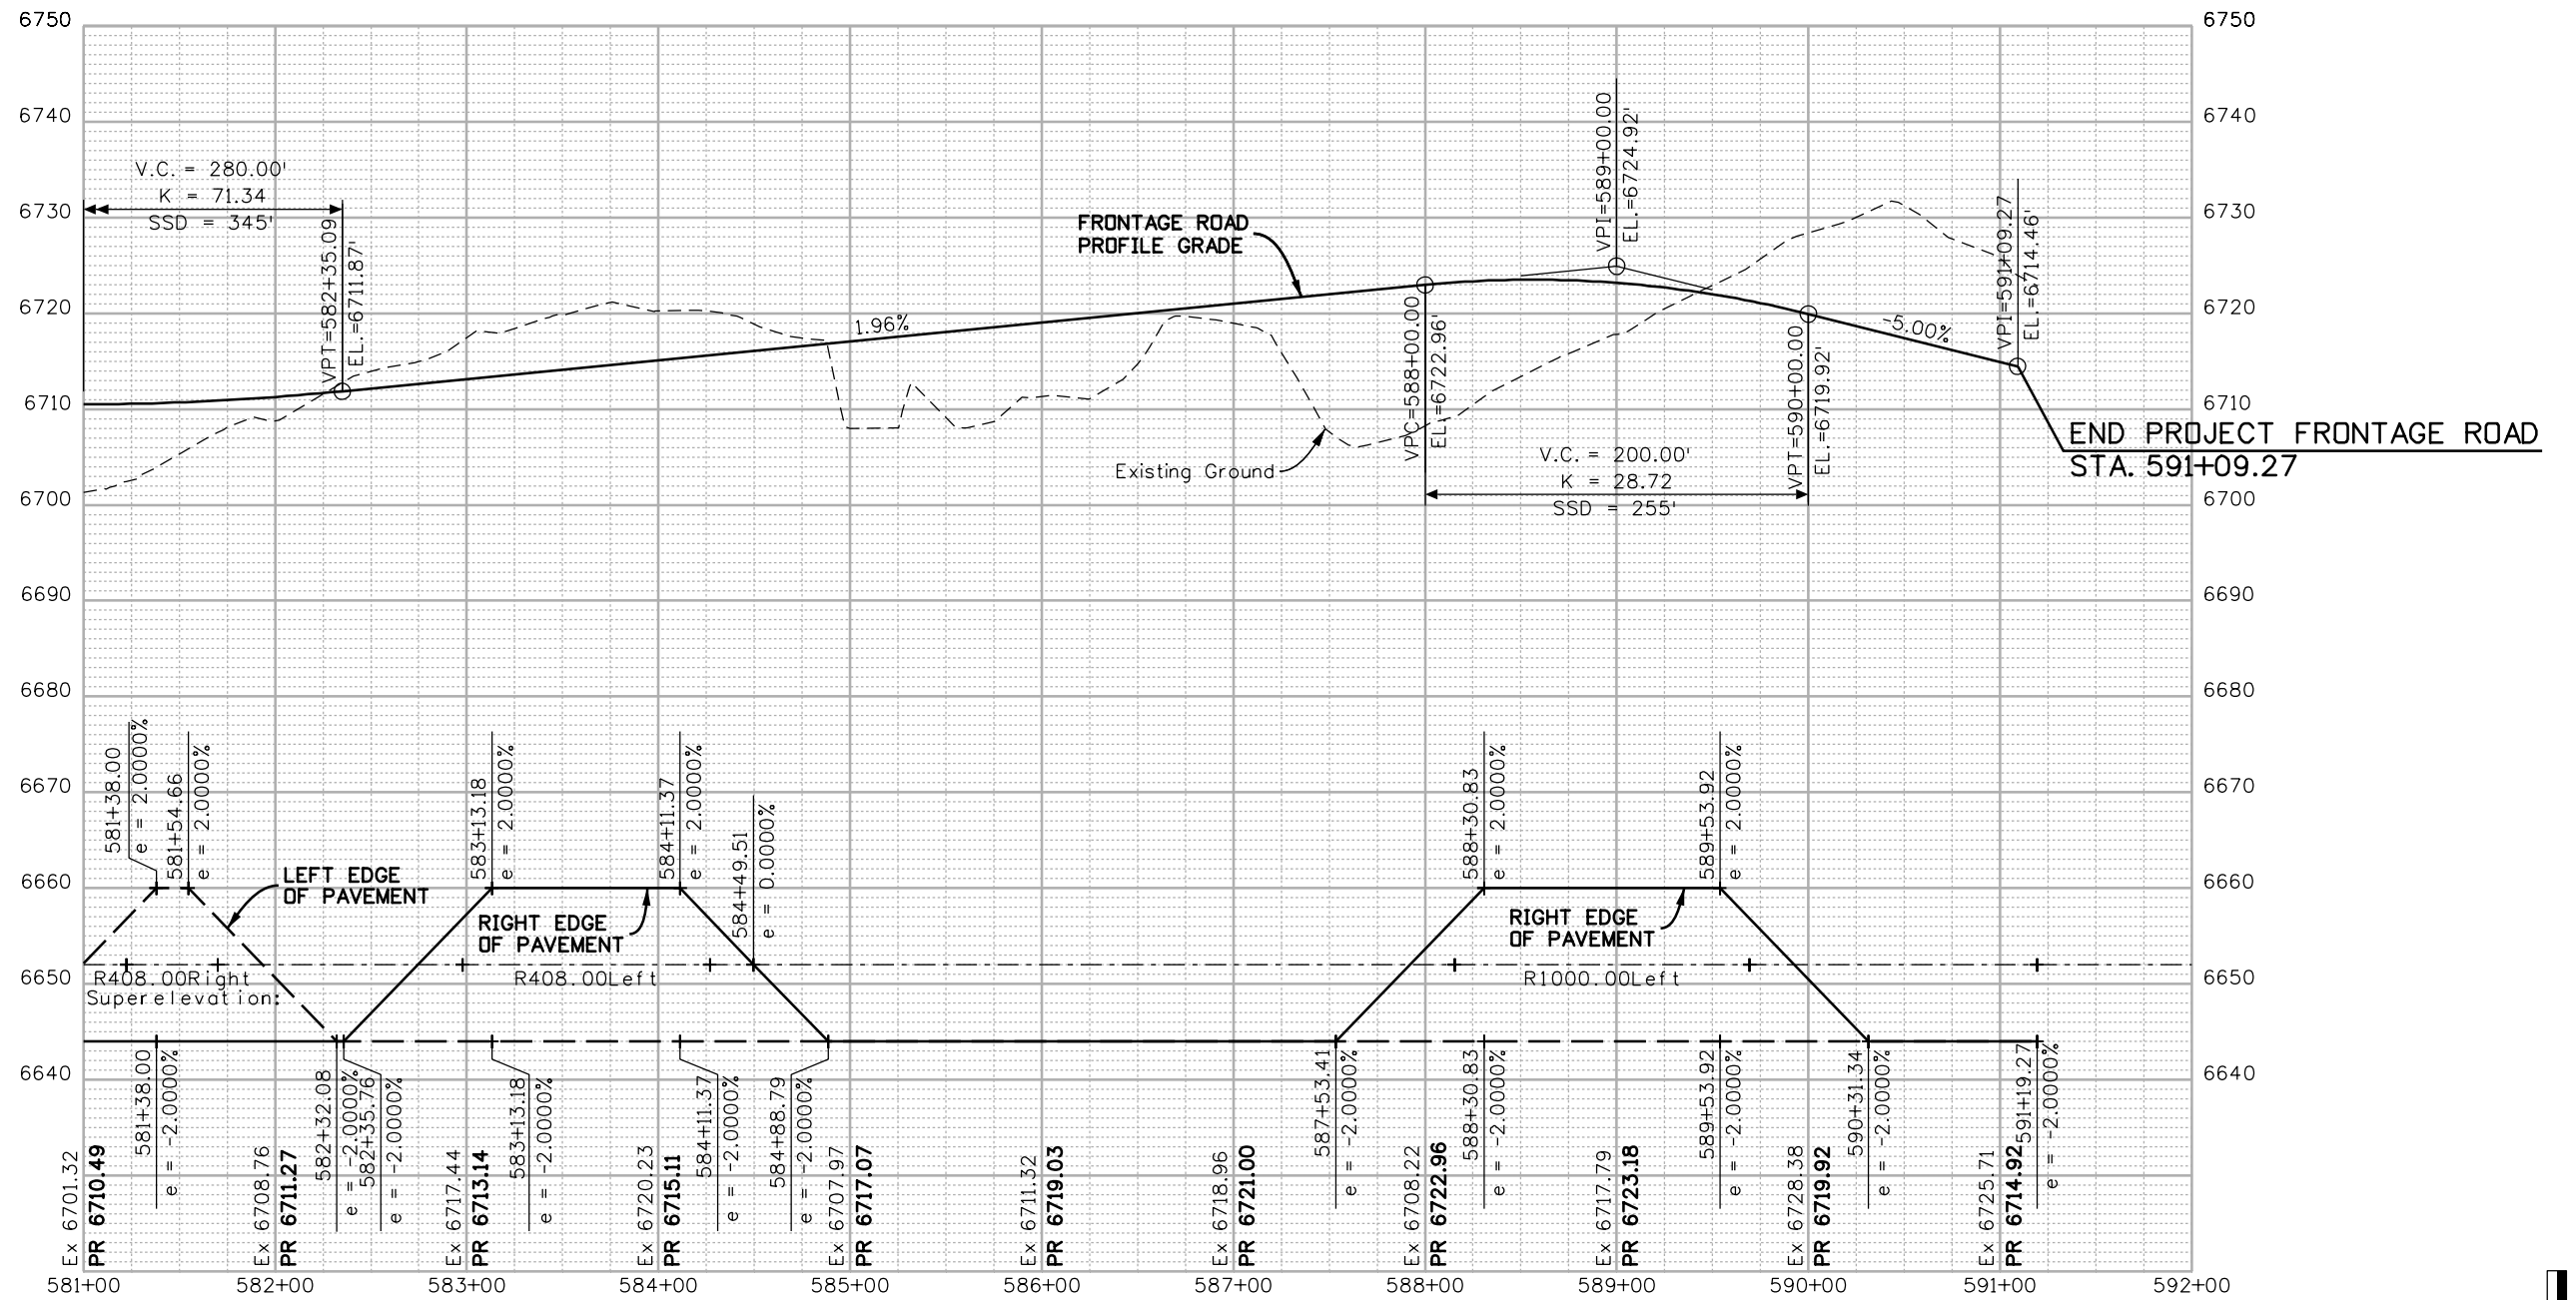 6750
6740
6730
6720
6710
6700
6690
6680
6670
6660
6650
6640
6750
6740
6730
6720
6710
6700
6690
6680
6670
6660
6650
6640
V.C. = 280.00'
K = 71.34
SSD = 345'
VPT=582+35.09
EL.=6711.87'
1.96%
FRONTAGE ROAD
PROFILE GRADE
Existing Ground
VPC=588+00.00
EL.=6722.96'
VPI=589+00.00
EL.=6724.92'
V.C. = 200.00'
K = 28.72
SSD = 255'
VPT=590+00.00
EL.=6719.92'
-5.00%
VPI=591+09.27
EL.=6714.46'
END PROJECT FRONTAGE ROAD
STA. 591+09.27
581+38.00
e = 2.0000%
581+54.66
e = 2.0000%
LEFT EDGE
OF PAVEMENT
583+13.18
e = 2.0000%
RIGHT EDGE
OF PAVEMENT
584+11.37
e = 2.0000%
584+49.51
e = 0.0000%
588+30.83
e = 2.0000%
RIGHT EDGE
OF PAVEMENT
589+53.92
e = 2.0000%
R408.00Right
Superelevation:
R408.00Left
R1000.00Left
581+38.00
e = -2.0000%
582+32.08
e = -2.0000%
582+35.76
e = -2.0000%
583+13.18
e = -2.0000%
584+11.37
e = -2.0000%
584+88.79
e = -2.0000%
587+53.41
e = -2.0000%
588+30.83
e = -2.0000%
589+53.92
e = -2.0000%
590+31.34
e = -2.0000%
591+19.27
e = -2.0000%
Ex 6701.32
PR 6710.49
Ex 6708.76
PR 6711.27
Ex 6717.44
PR 6713.14
Ex 6720.23
PR 6715.11
Ex 6707.97
PR 6717.07
Ex 6711.32
PR 6719.03
Ex 6718.96
PR 6721.00
Ex 6708.22
PR 6722.96
Ex 6717.79
PR 6723.18
Ex 6728.38
PR 6719.92
Ex 6725.71
PR 6714.92
581+00
582+00
583+00
584+00
585+00
586+00
587+00
588+00
589+00
590+00
591+00
592+00